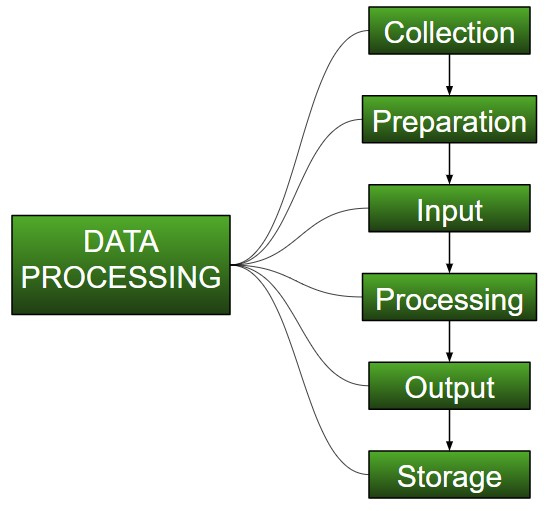 DATA
PROCESSING
Collection
Preparation
Input
Processing
Output
Storage